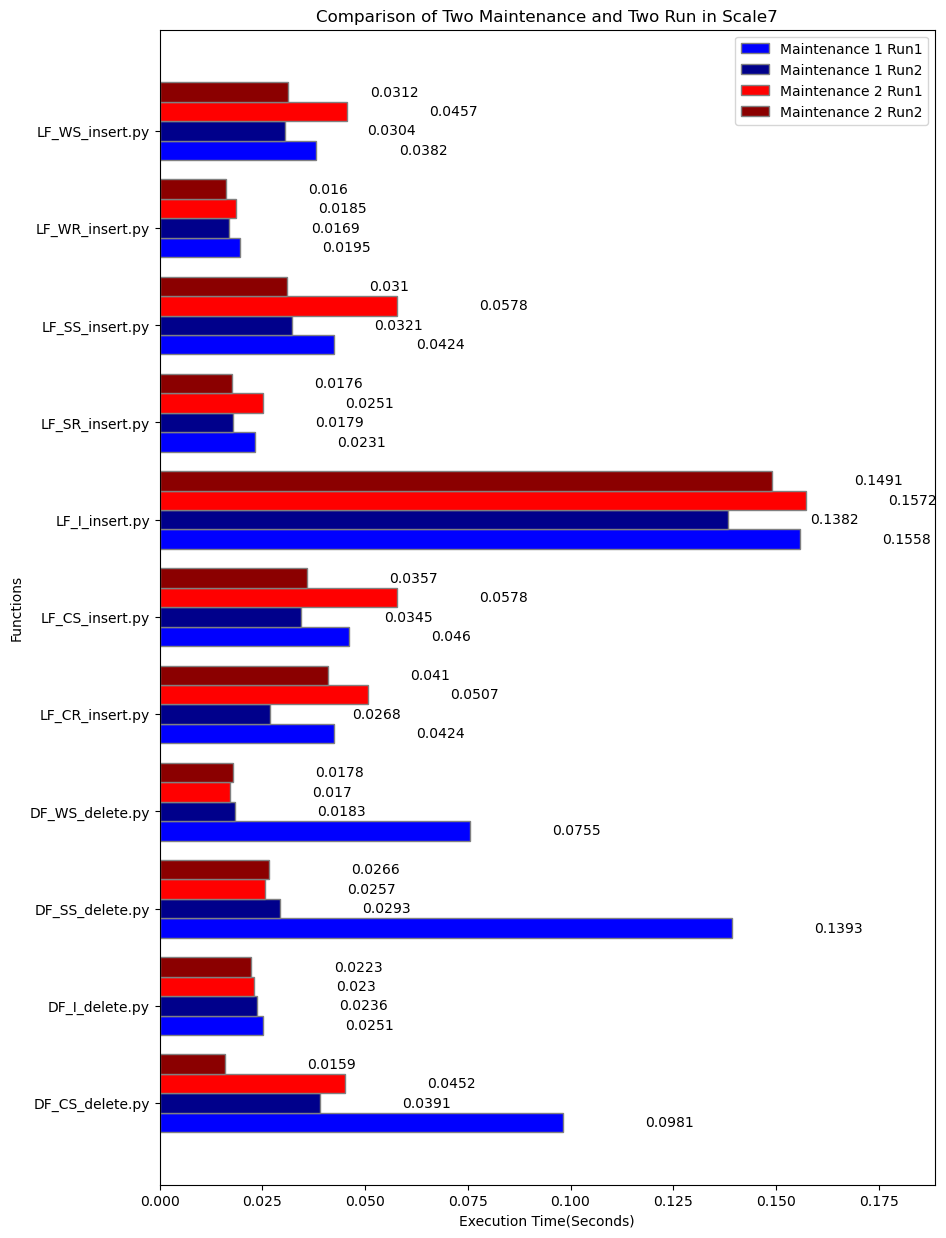 Comparison of Two Maintenance and Two Run in Scale7
Maintenance 1 Run1
Maintenance 1 Run2
Maintenance 2 Run1
Maintenance 2 Run2
Functions
LF_WS_insert.py
0.0312
0.0457
0.0304
0.0382
LF_WR_insert.py
0.016
0.0185
0.0169
0.0195
LF_SS_insert.py
0.031
0.0578
0.0321
0.0424
LF_SR_insert.py
0.0176
0.0251
0.0179
0.0231
LF_I_insert.py
0.1491
0.1572
0.1382
0.1558
LF_CS_insert.py
0.0357
0.0578
0.0345
0.046
LF_CR_insert.py
0.041
0.0507
0.0268
0.0424
DF_WS_delete.py
0.0178
0.017
0.0183
0.0755
DF_SS_delete.py
0.0266
0.0257
0.0293
0.1393
DF_I_delete.py
0.0223
0.023
0.0236
0.0251
DF_CS_delete.py
0.0159
0.0452
0.0391
0.0981
0.000 0.025 0.050 0.075 0.100 0.125 0.150 0.175
Execution Time(Seconds)